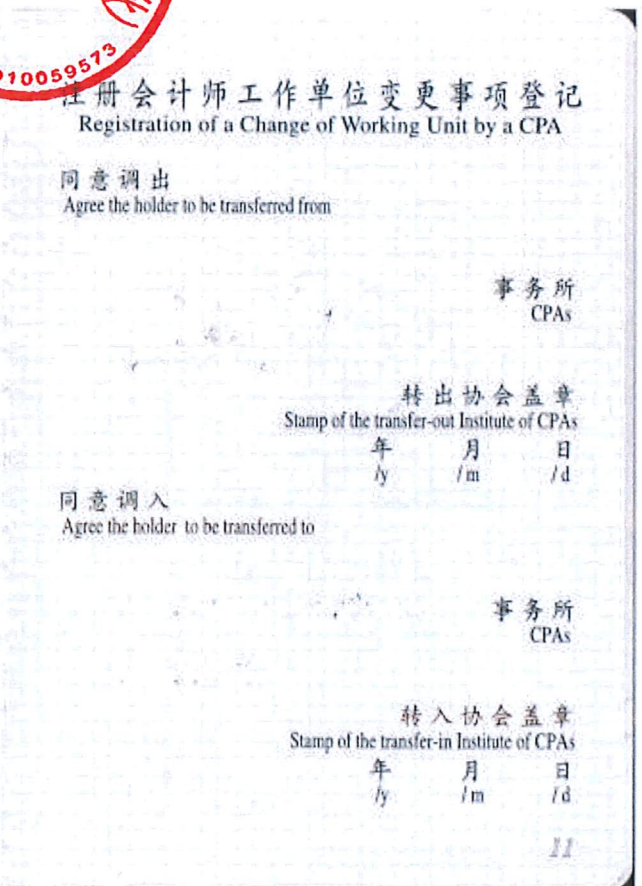 10059573
注册会计师工作单位变更事项登记
Registration of a Change of Working Unit by a CPA
同意调出
Agree the holder to be transferred from
事务所
CPAs
转出协会盖章
Stamp of the transfer-out Institute of CPAs
年 月 日
/y /m /d
同意调入
Agree the holder to be transferred to
事务所
CPAs
转入协会盖章
Stamp of the transfer-in Institute of CPAs
年 月 日
/y /m /d
11